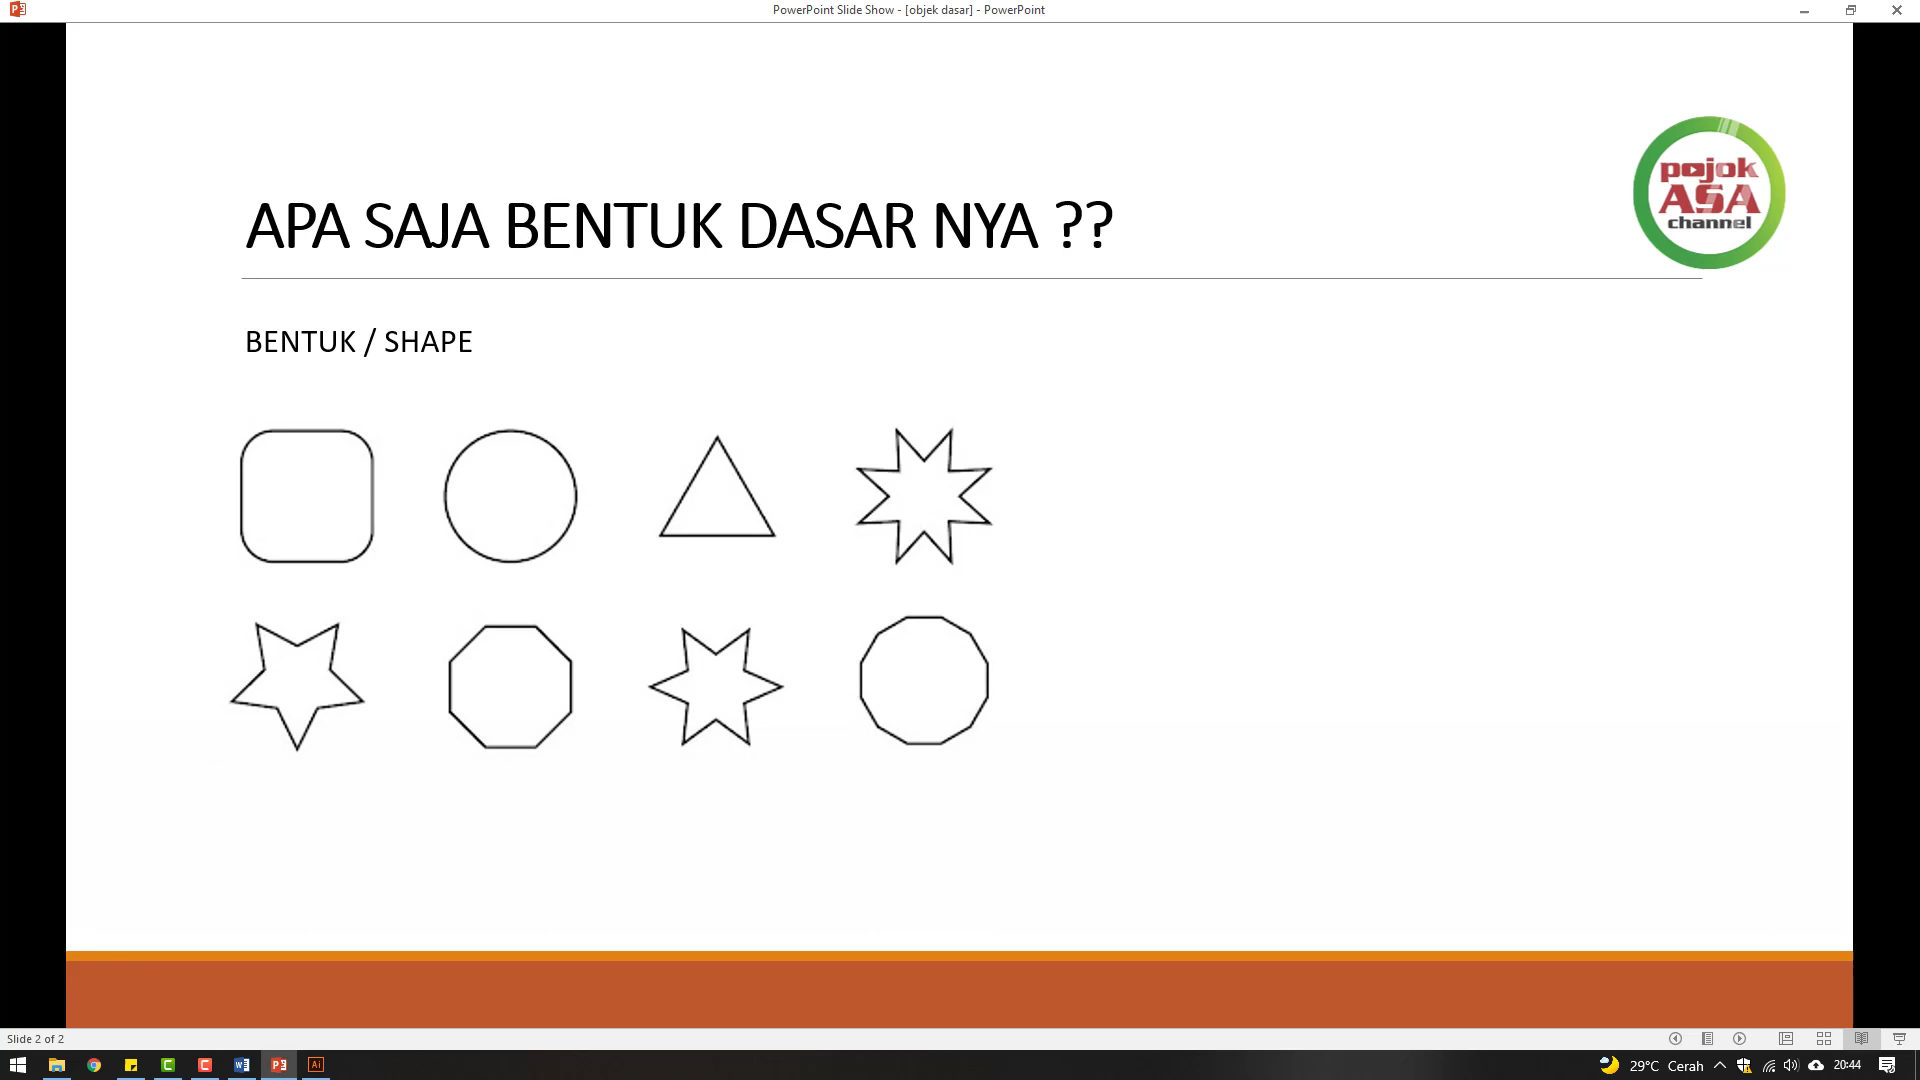 PowerPoint Slide Show - [objek dasar] - PowerPoint
pojok
ASA
channel
APA SAJA BENTUK DASAR NYA ??
BENTUK / SHAPE
Slide 2 of 2
29°C Cerah
20:44